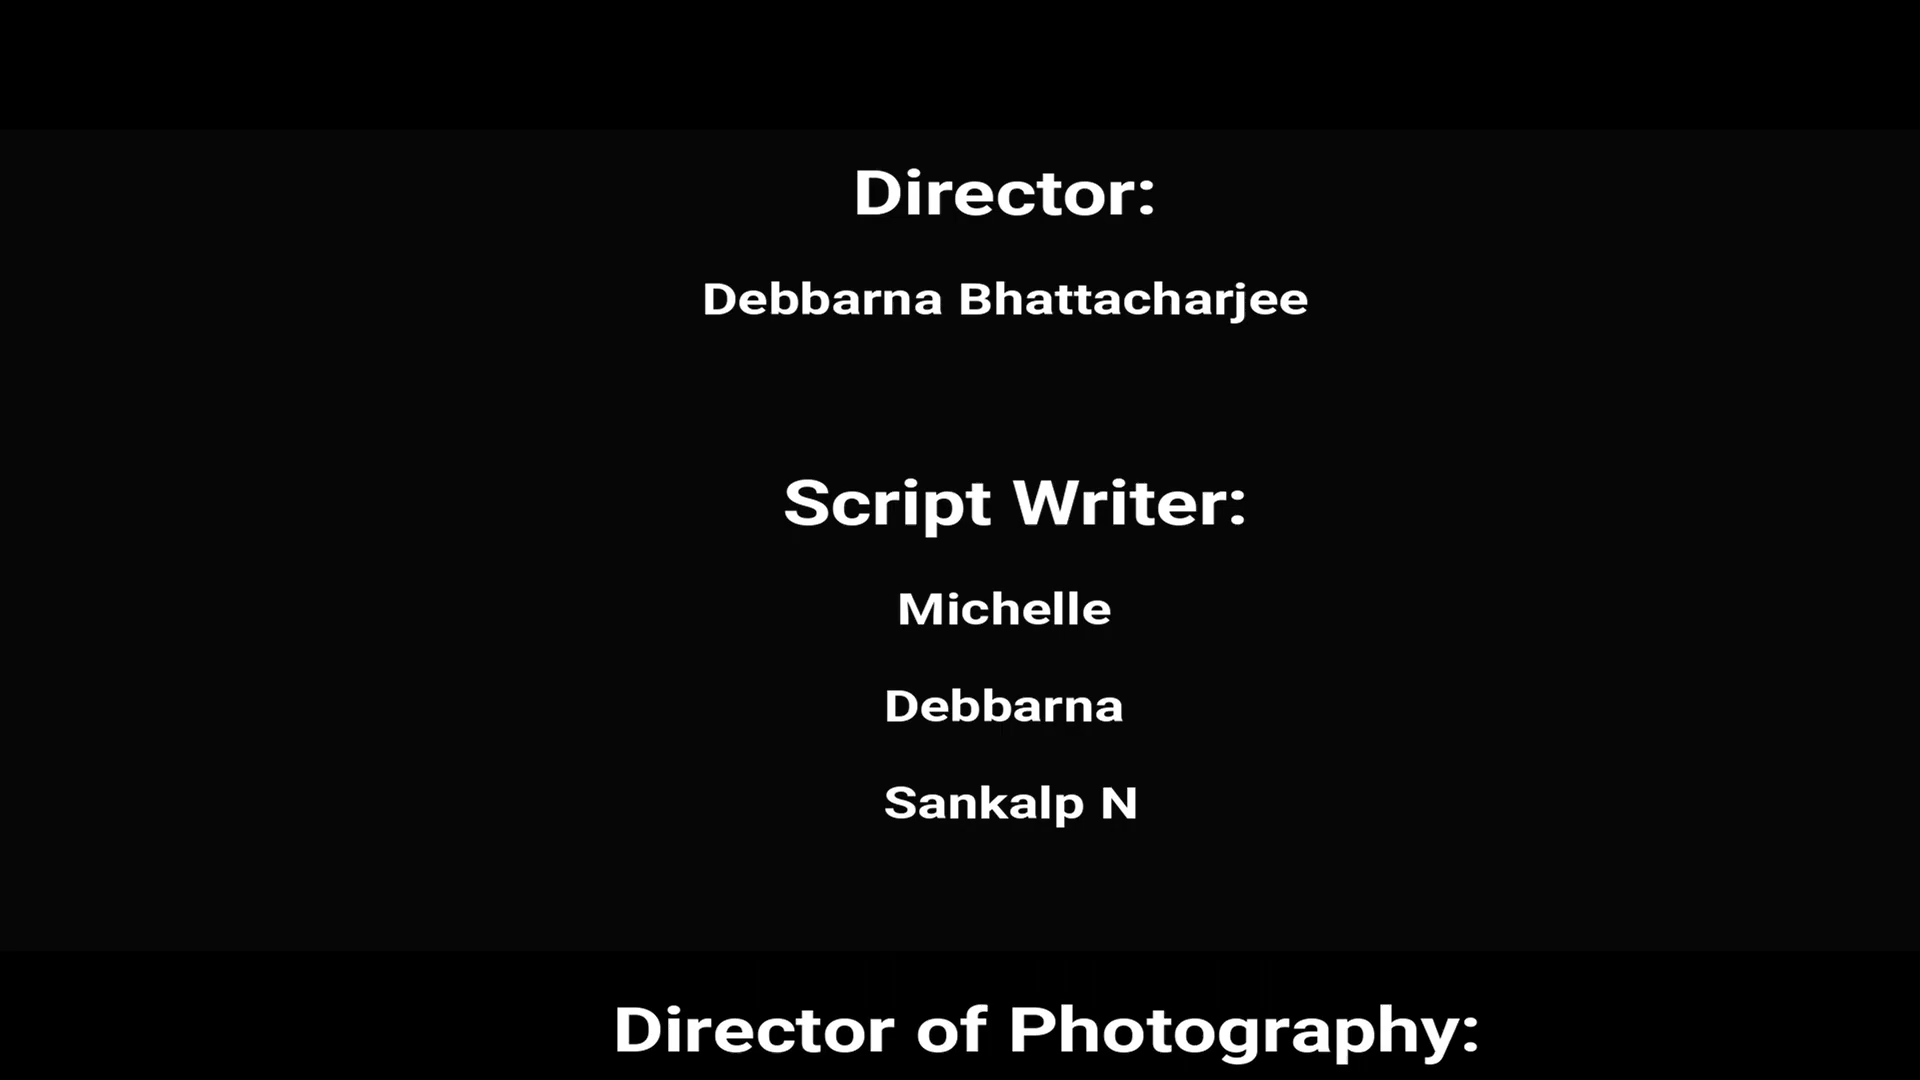 Director:
Debbarna Bhattacharjee
Script Writer:
Michelle
Debbarna
Sankalp N
Director of Photography: